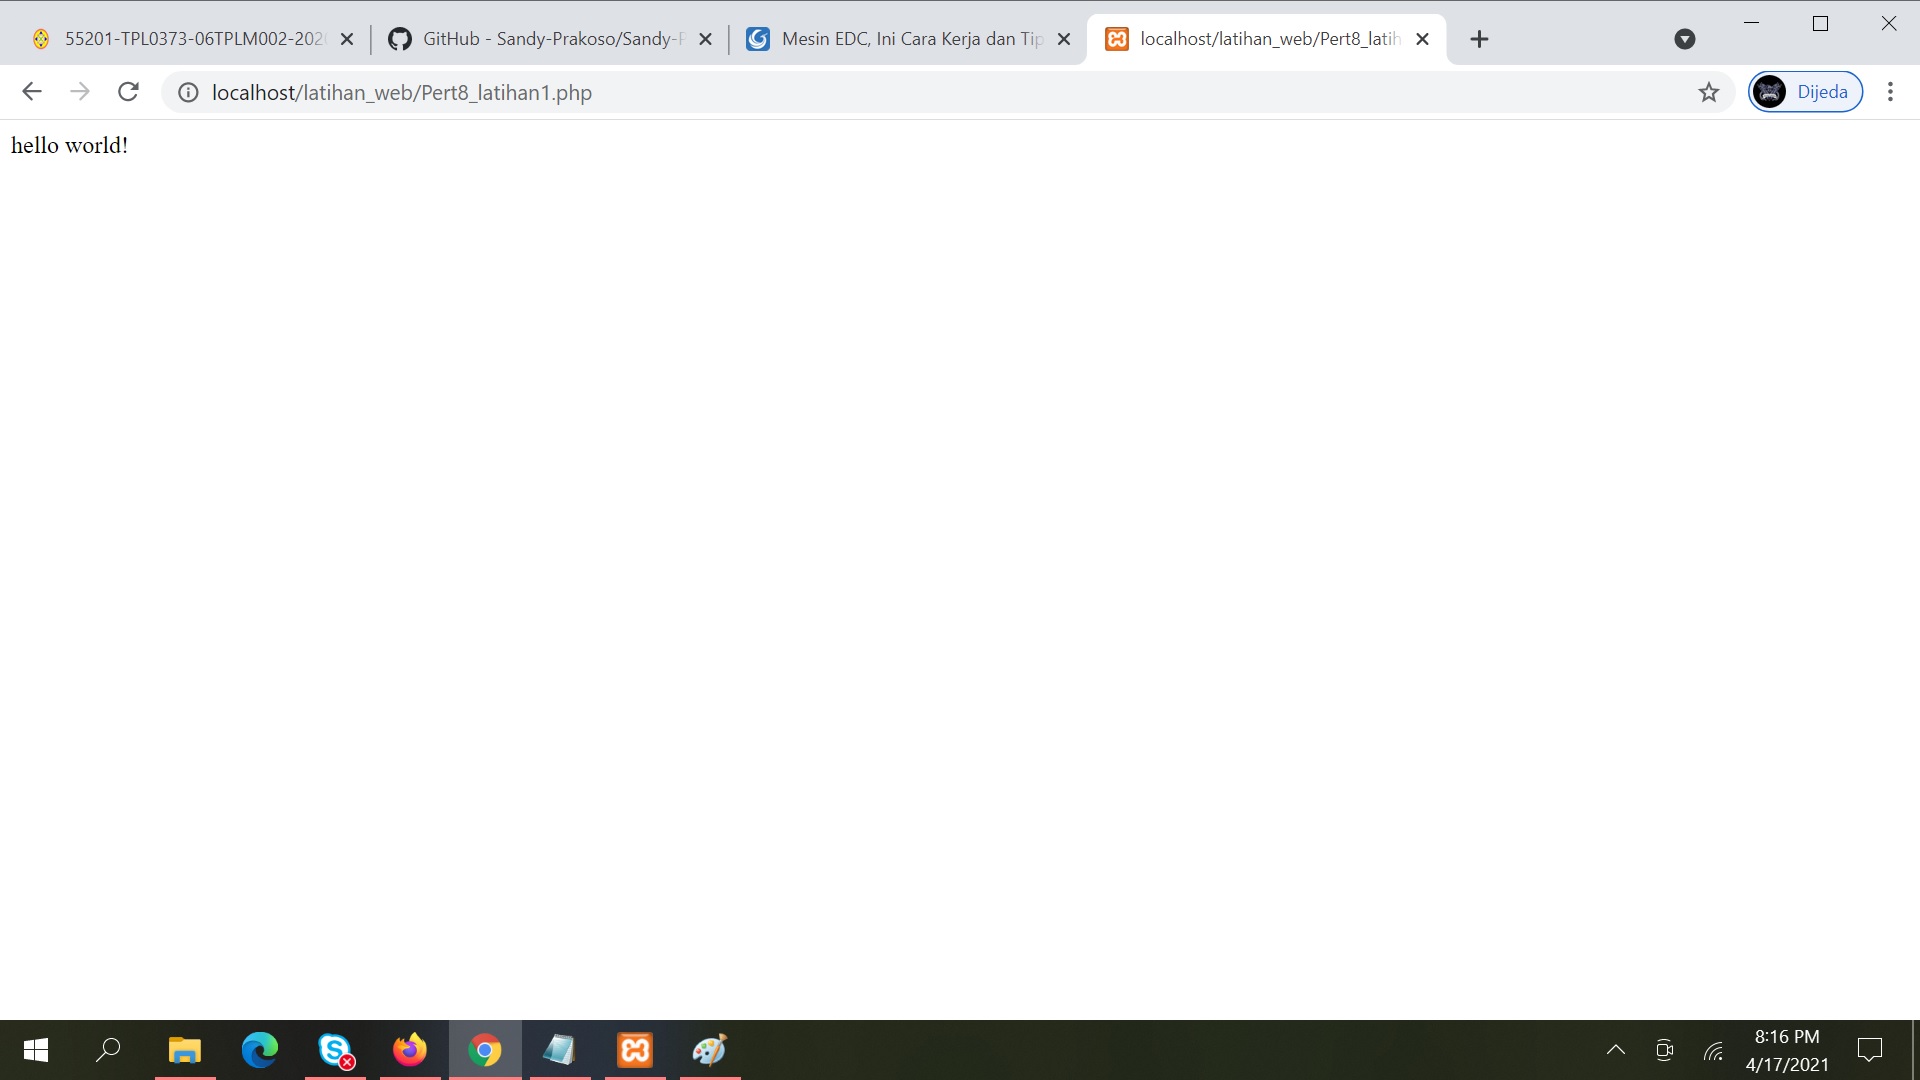 55201-TPL0373-06TPLM002-202
GitHub - Sandy-Prakoso/Sandy-P
Mesin EDC, Ini Cara Kerja dan Tip
localhost/latihan_web/Pert8_latih
localhost/latihan_web/Pert8_latihan1.php
Dijeda
hello world!
8:16 PM
4/17/2021